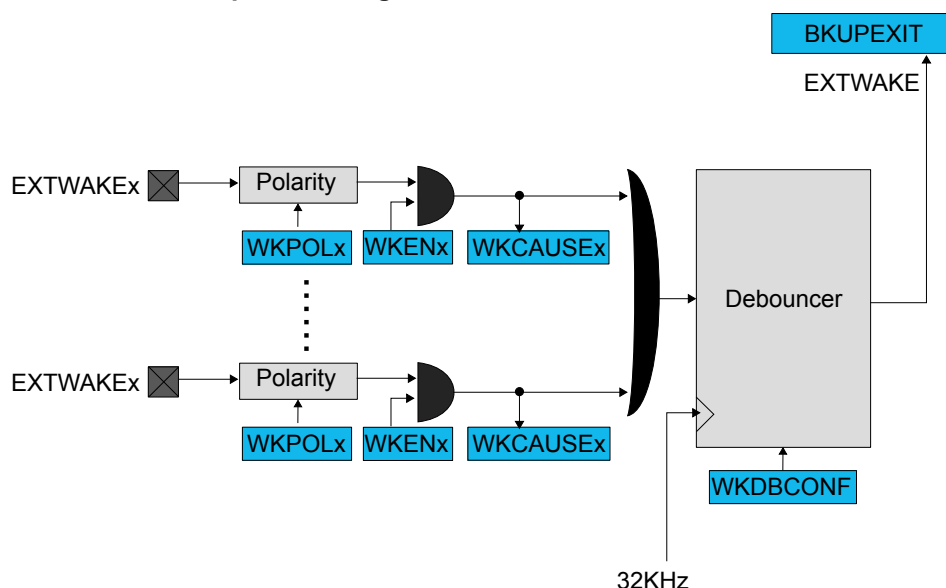 BKUPEXIT
EXTWAKE
EXTWAKEx
Polarity
WKPOLx
WKENx
WKCAUSEx
Debouncer
EXTWAKEx
Polarity
WKPOLx
WKENx
WKCAUSEx
WKDBCONF
32KHz